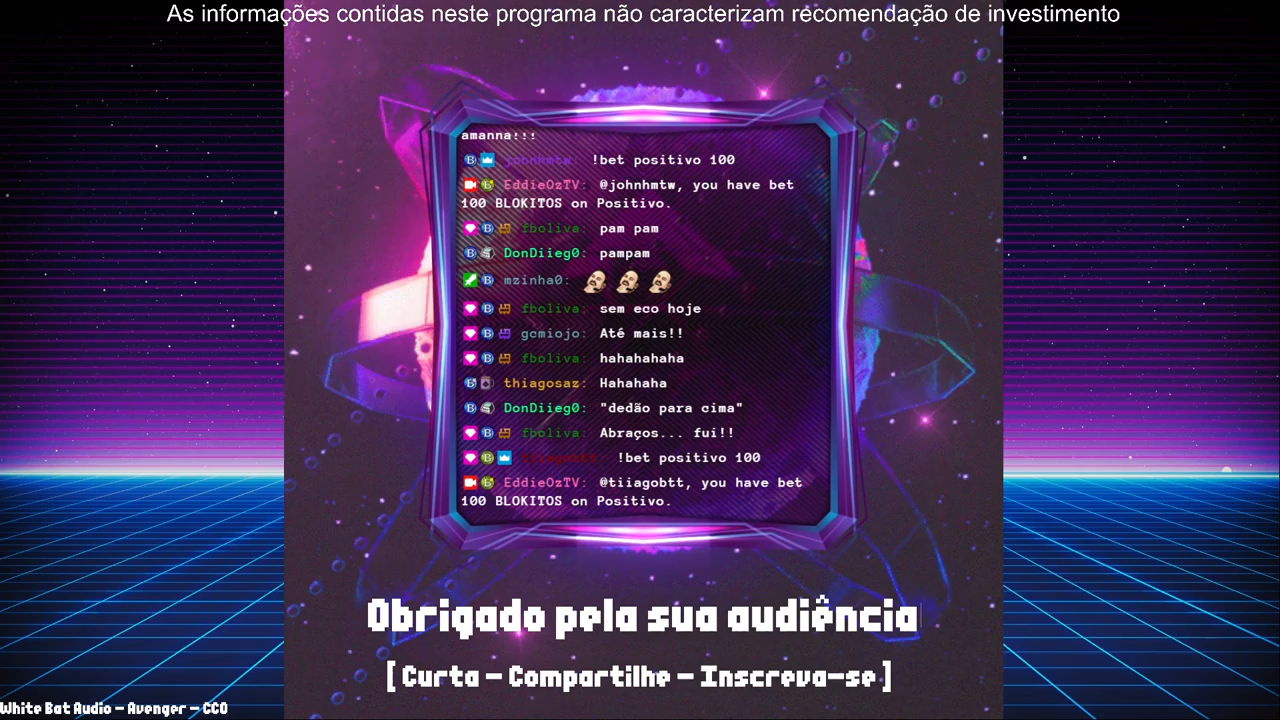 As informações contidas neste programa não caracterizam recomendação de investimento
amanna!!!
johnhmtw: !bet positivo 100
EddieOzTV: @johnhmtw, you have bet
100 BLOKITOS on Positivo.
fboliva: pam pam
DonDiieg0: pampam
mzinha0:
fboliva: sem eco hoje
gcmiojo: Até mais!!
fboliva: hahahahaha
thiagosaz: Hahahaha
DonDiieg0: "dedão para cima"
fboliva: Abraços... fui!!
tiiagobtt: !bet positivo 100
EddieOzTV: @tiiagobtt, you have bet
100 BLOKITOS on Positivo.
Obrigado pela sua audiência
[ Curta - Compartilhe - Inscreva-se ]
White Bat Audio - Avenger - CC0